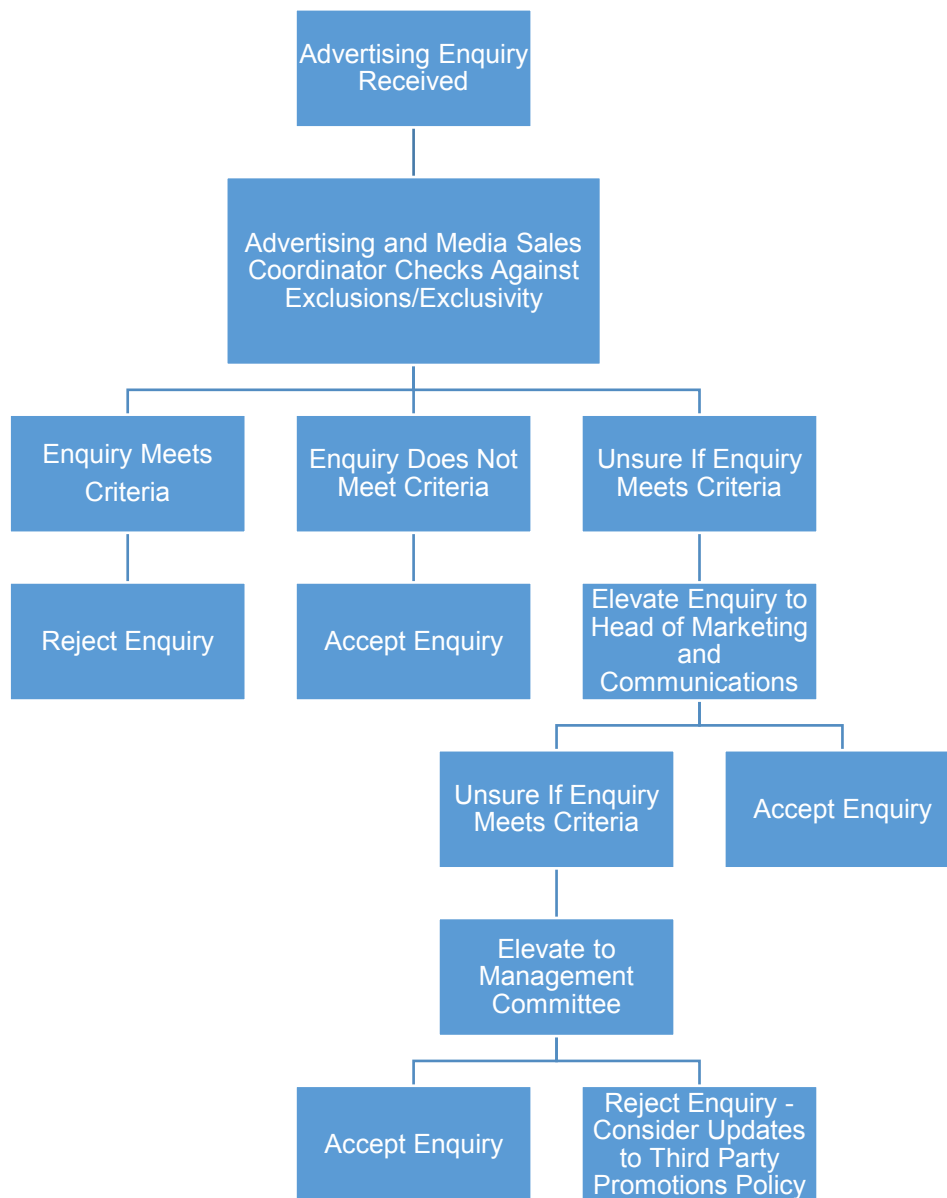 Advertising Enquiry
Received
Advertising and Media Sales
Coordinator Checks Against
Exclusions/Exclusivity
Enquiry Meets
Criteria
Enquiry Does Not
Meet Criteria
Unsure If Enquiry
Meets Criteria
Reject Enquiry
Accept Enquiry
Elevate Enquiry to
Head of Marketing
and
Communications
Unsure If Enquiry
Meets Criteria
Accept Enquiry
Elevate to
Management
Committee
Accept Enquiry
Reject Enquiry -
Consider Updates
to Third Party
Promotions Policy